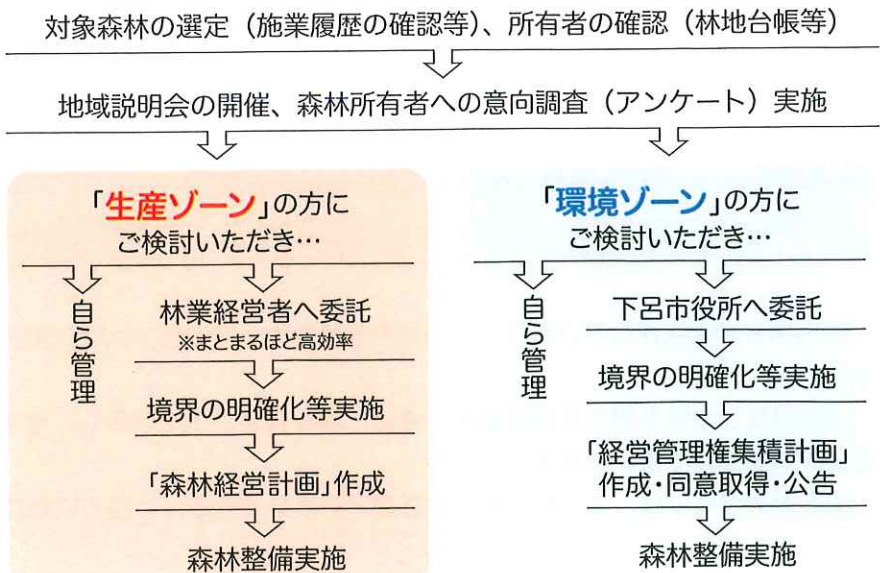 対象森林の選定（施業履歴の確認等）、所有者の確認（林地台帳等）
地域説明会の開催、森林所有者への意向調査（アンケート）実施
「生産ゾーン」の方に
ご検討いただき…
自ら管理
林業経営者へ委託
※まとまるほど高効率
境界の明確化等実施
「森林経営計画」作成
森林整備実施
「環境ゾーン」の方に
ご検討いただき…
自ら管理
下呂市役所へ委託
境界の明確化等実施
「経営管理権集積計画」
作成・同意取得・公告
森林整備実施